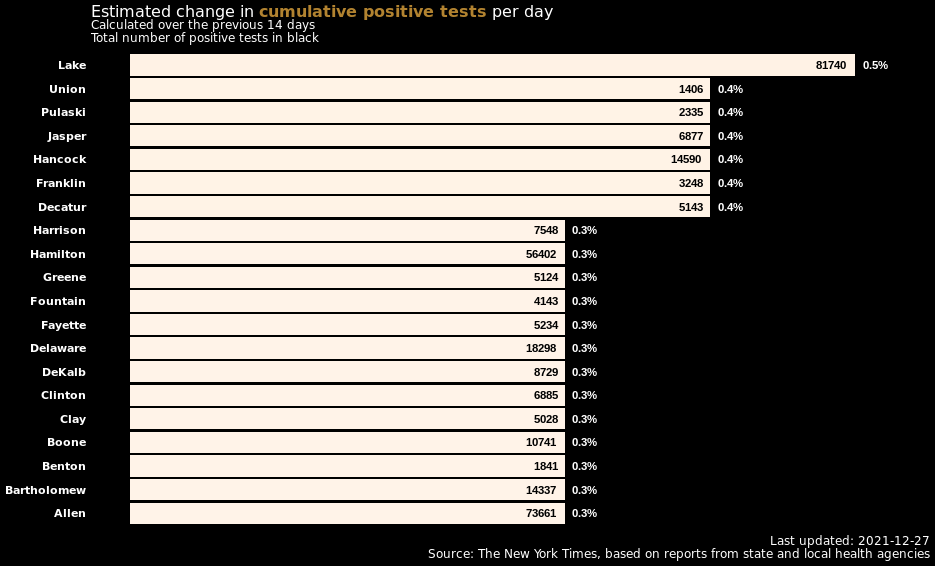 Estimated change in cumulative positive tests per day
Calculated over the previous 14 days
Total number of positive tests in black
Lake 81740 0.5%
Union 1406 0.4%
Pulaski 2335 0.4%
Jasper 6877 0.4%
Hancock 14590 0.4%
Franklin 3248 0.4%
Decatur 5143 0.4%
Harrison 7548 0.3%
Hamilton 56402 0.3%
Greene 5124 0.3%
Fountain 4143 0.3%
Fayette 5234 0.3%
Delaware 18298 0.3%
DeKalb 8729 0.3%
Clinton 6885 0.3%
Clay 5028 0.3%
Boone 10741 0.3%
Benton 1841 0.3%
Bartholomew 14337 0.3%
Allen 73661 0.3%
Last updated: 2021-12-27
Source: The New York Times, based on reports from state and local health agencies